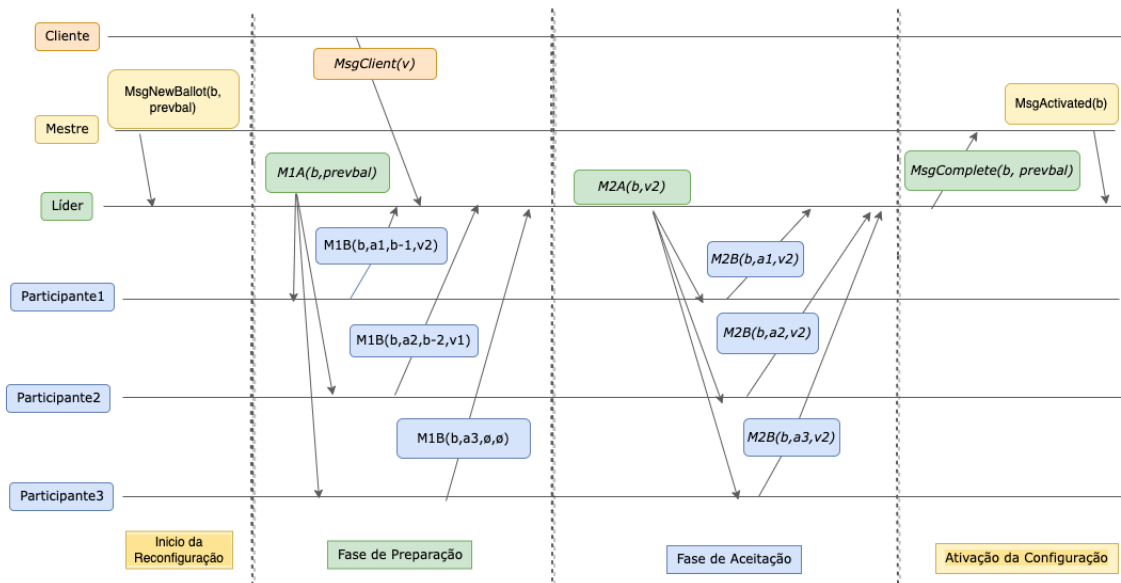 Cliente
MsgClient(v)
MsgNewBallot(b,
prevbal)
MsgActivated(b)
Mestre
M1A(b,prevbal)
M2A(b,v2)
MsgComplete(b, prevbal)
Líder
M1B(b,a1,b-1,v2)
M2B(b,a1,v2)
Participante1
M1B(b,a2,b-2,v1)
M2B(b,a2,v2)
Participante2
M1B(b,a3,ø,ø)
M2B(b,a3,v2)
Participante3
Inicio da
Reconfiguração
Fase de Preparação
Fase de Aceitação
Ativação da Configuração